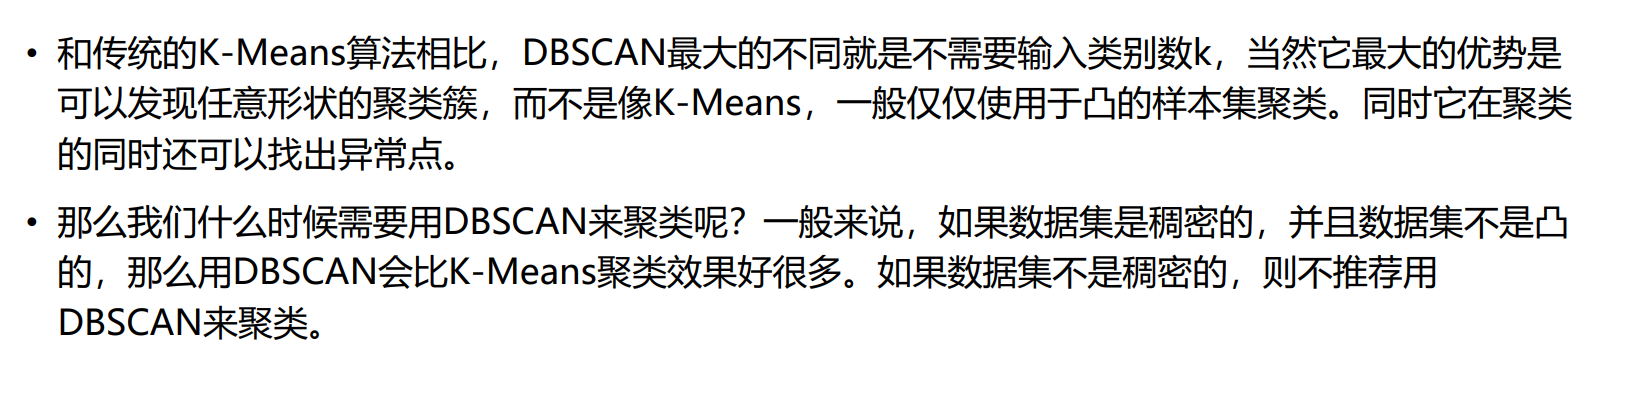 • 和传统的K-Means算法相比，DBSCAN最大的不同就是不需要输入类别数k，当然它最大的优势是
可以发现任意形状的聚类簇，而不是像K-Means，一般仅仅使用于凸的样本集聚类。同时它在聚类
的同时还可以找出异常点。
• 那么我们什么时候需要用DBSCAN来聚类呢？一般来说，如果数据集是稠密的，并且数据集不是凸
的，那么用DBSCAN会比K-Means聚类效果好很多。如果数据集不是稠密的，则不推荐用
DBSCAN来聚类。